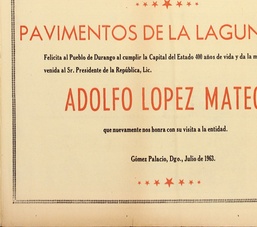 PAVIMENTOS DE LA LAGUN
Felicita al Pueblo de Durango al cumplir la Capital del Estado 400 años de vida y da la
venida al Sr. Presidente de la República, Lic.
ADOLFO LOPEZ MATEO
que nuevamente nos honra con su visita a la entidad.
Gómez Palacio, Dgo., Julio de 1963.